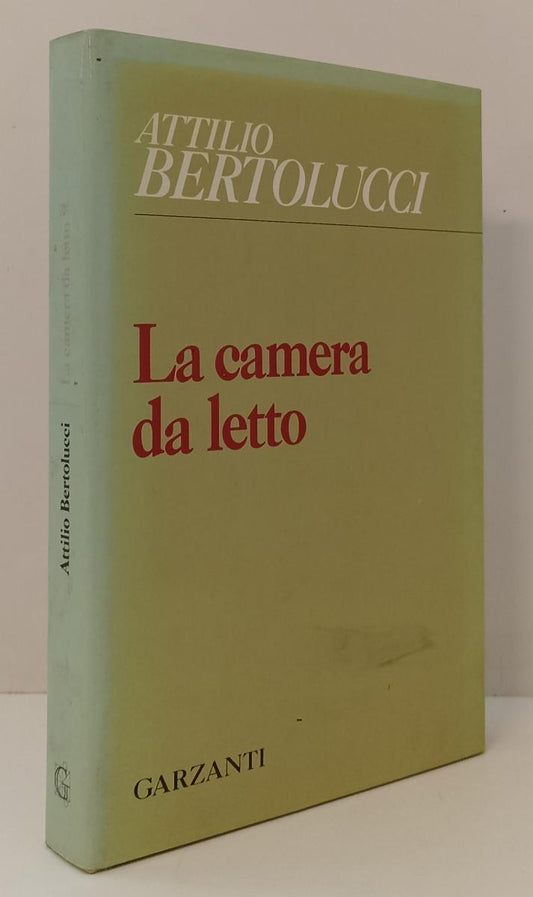 ATTILIO
BERTOLUCCI
La camera
da letto
GARZANTI
Attilio Bertolucci
La camera da letto
G